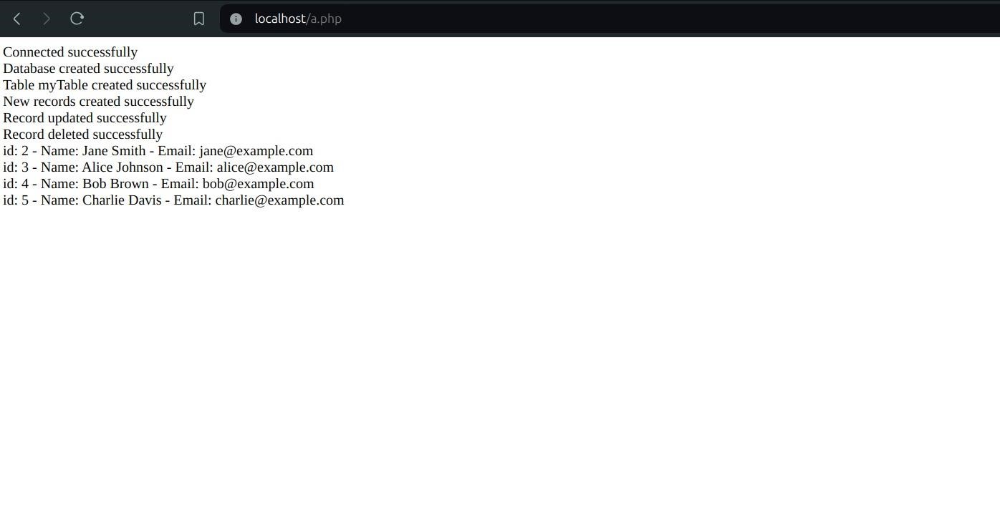 localhost/a.php
Connected successfully
Database created successfully
Table myTable created successfully
New records created successfully
Record updated successfully
Record deleted successfully
id: 2 - Name: Jane Smith - Email: jane@example.com
id: 3 - Name: Alice Johnson - Email: alice@example.com
id: 4 - Name: Bob Brown - Email: bob@example.com
id: 5 - Name: Charlie Davis - Email: charlie@example.com